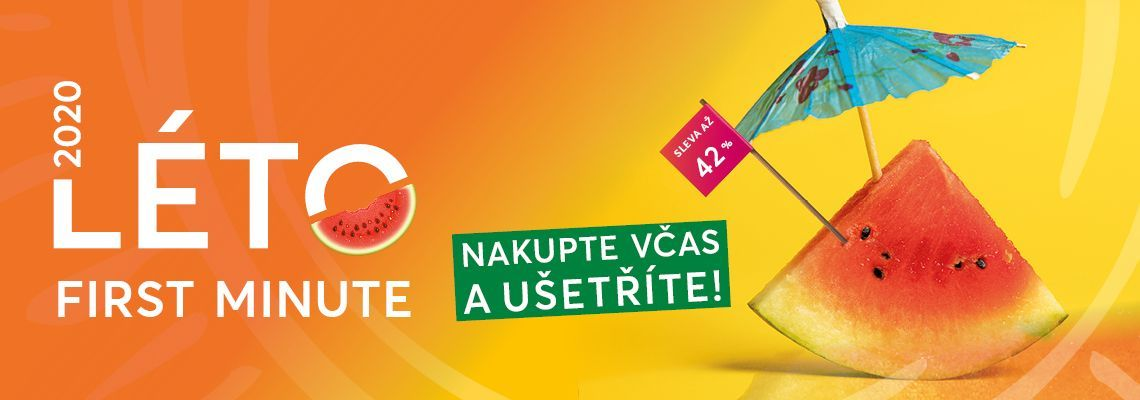 2020
LÉTO
FIRST MINUTE
NAKUPTE VČAS
A UŠETŘÍTE!
SLEVA AŽ
42%